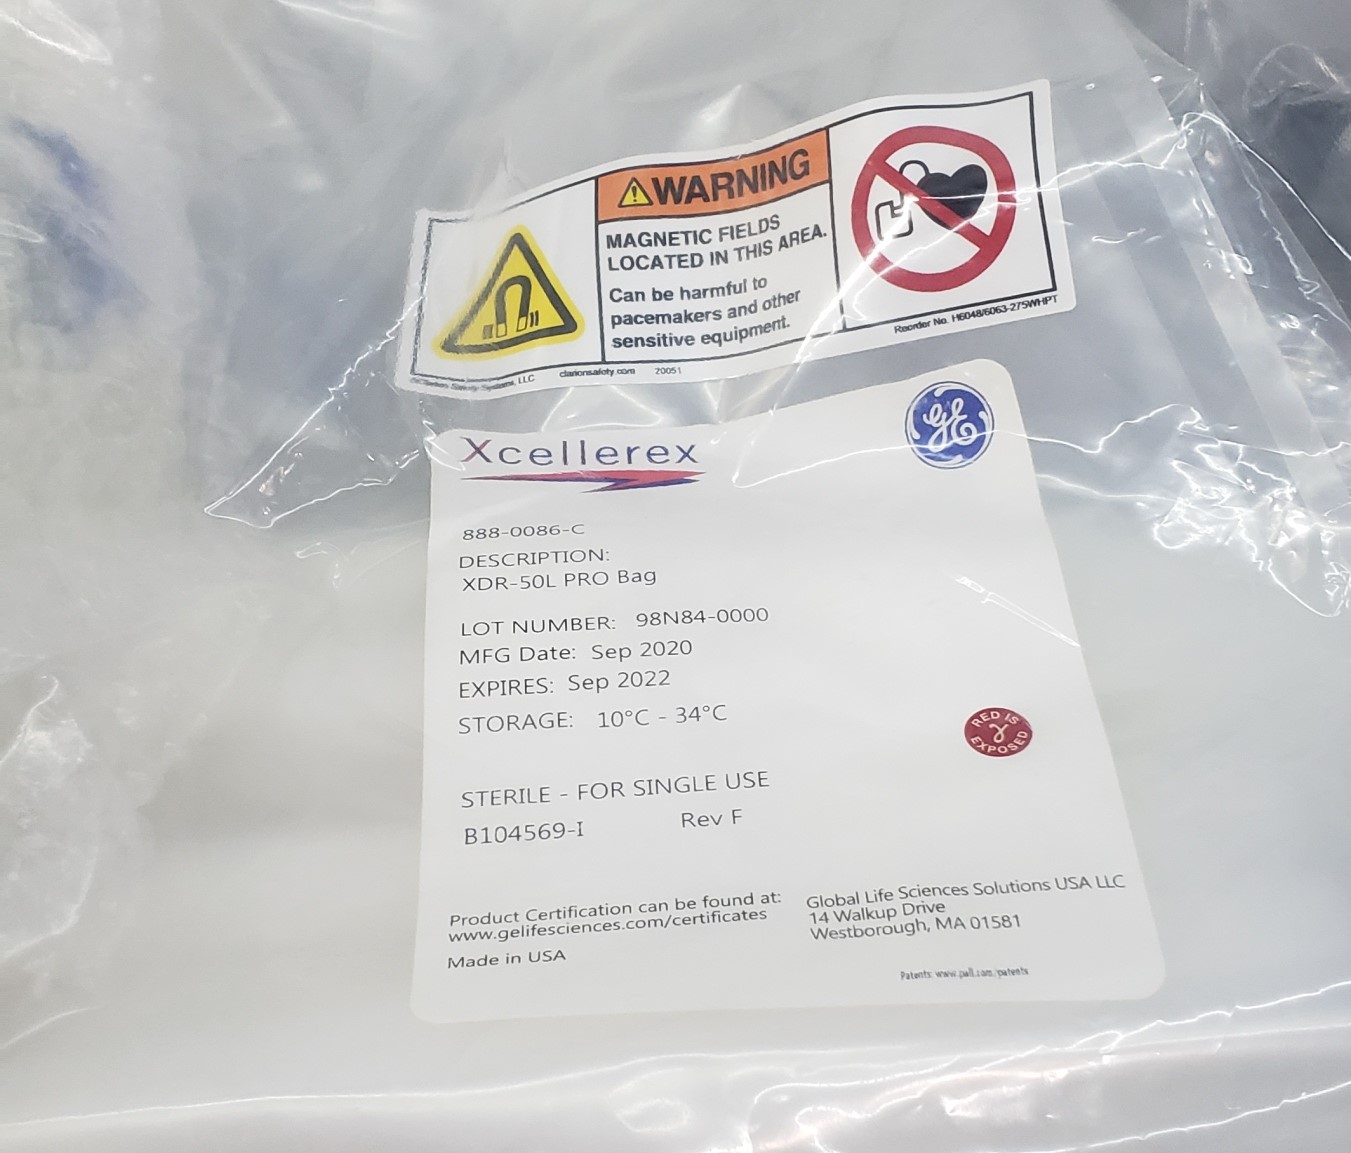 WARNING
MAGNETIC FIELDS
LOCATED IN THIS AREA.
Can be harmful to
pacemakers and other
sensitive equipment.
Reorder No. H6048/6063-275WHPT
LLC clarionsafety.com 20051
Xcellerex
GE
888-0086-C
DESCRIPTION:
XDR-50L PRO Bag
LOT NUMBER: 98N84-0000
MFG Date: Sep 2020
EXPIRES: Sep 2022
STORAGE: 10°C - 34°C
RED IS
γ
EXPOSED
STERILE - FOR SINGLE USE
B104569-I Rev F
Product Certification can be found at:
www.gelifesciences.com/certificates
Made in USA
Global Life Sciences Solutions USA LLC
14 Walkup Drive
Westborough, MA 01581
Patents: www.pall.com/patents